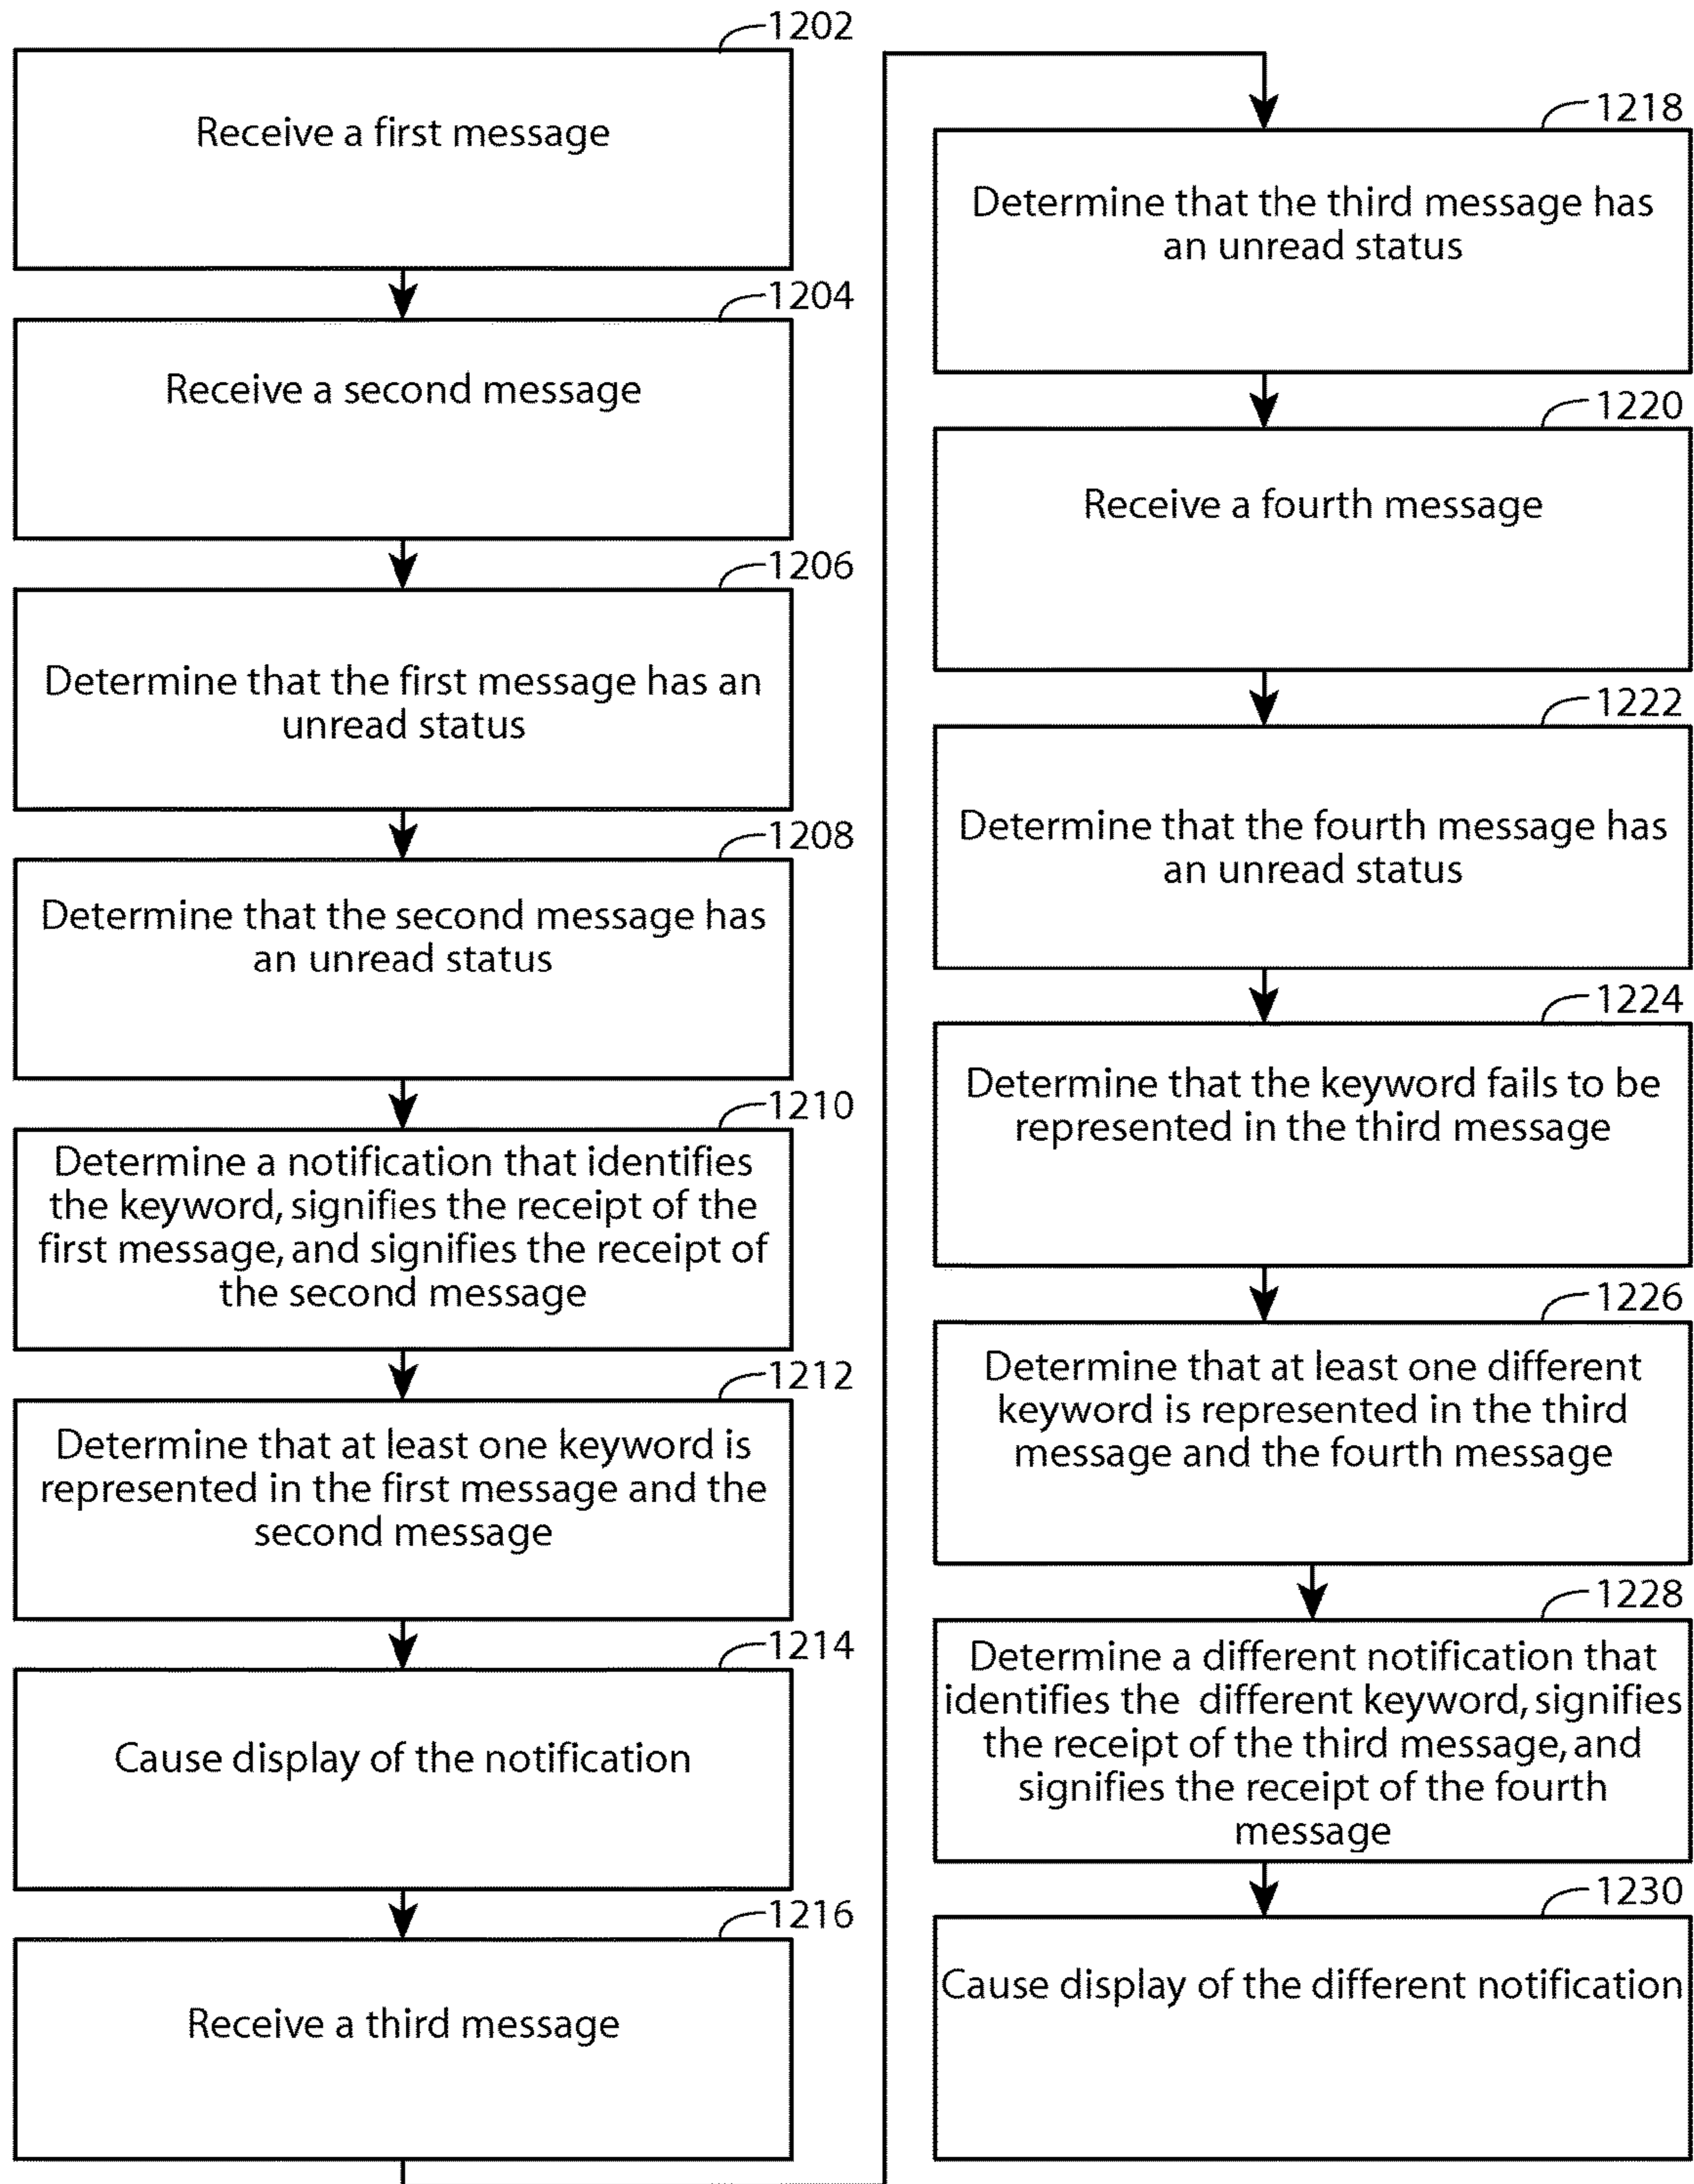 1202
Receive a first message
1204
Receive a second message
1206
Determine that the first message has an
unread status
1208
Determine that the second message has
an unread status
1210
Determine a notification that identifies
the keyword, signifies the receipt of the
first message, and signifies the receipt of
the second message
1212
Determine that at least one keyword is
represented in the first message and the
second message
1214
Cause display of the notification
1216
Receive a third message
1218
Determine that the third message has
an unread status
1220
Receive a fourth message
1222
Determine that the fourth message has
an unread status
1224
Determine that the keyword fails to be
represented in the third message
1226
Determine that at least one different
keyword is represented in the third
message and the fourth message
1228
Determine a different notification that
identifies the different keyword, signifies
the receipt of the third message, and
signifies the receipt of the fourth
message
1230
Cause display of the different notification